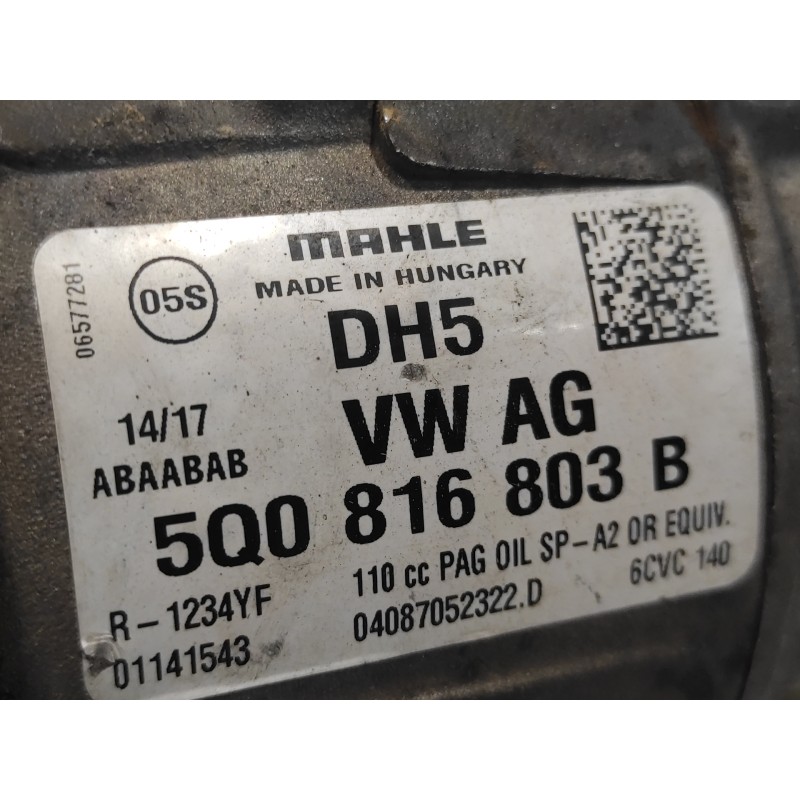 MAHLE
MADE IN HUNGARY
06577281
05S
DH5
14/17
VW AG
ABAABAB
5Q0 816 803 B
R-1234YF
110 cc PAG OIL SP-A2 OR EQUIV.
01141543
04087052322.D
6CVC 140